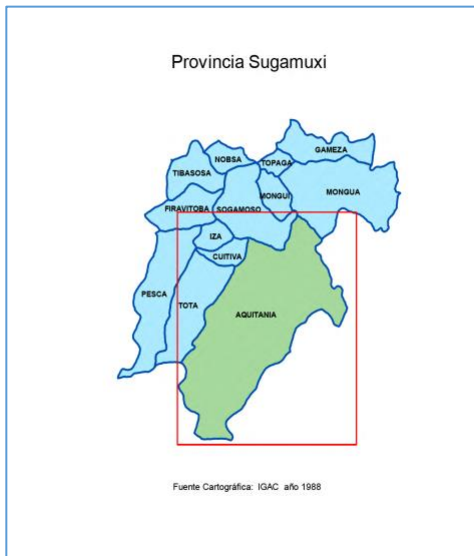 Provincia Sugamuxi
GAMEZA
NOBSA
TOPAGA
TIBASOSA
MONGUI
MONGUA
FIRAVITOBA
SOGAMOSO
IZA
CUITIVA
PESCA
TOTA
AQUITANIA
Fuente Cartográfica: IGAC año 1988